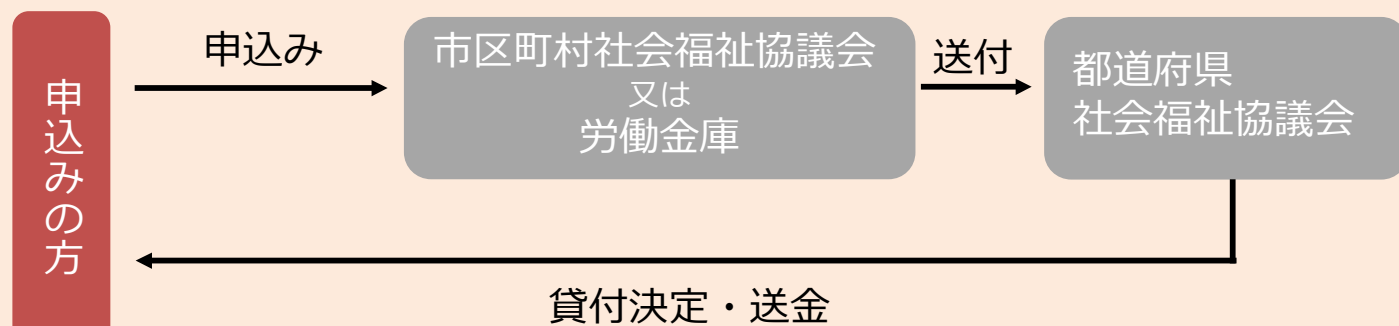 申込みの方
申込み
市区町村社会福祉協議会
又は
労働金庫
送付
都道府県
社会福祉協議会
貸付決定・送金